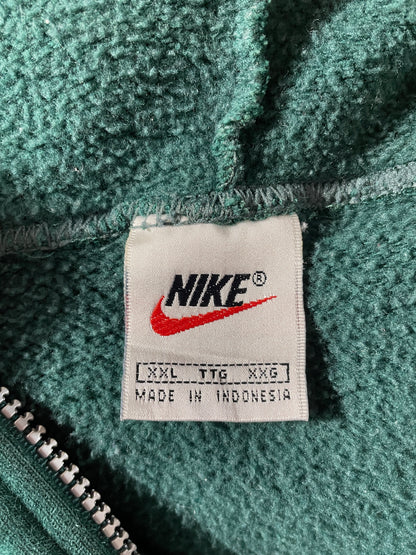 NIKE®
XXL TTG XXG
MADE IN INDONESIA